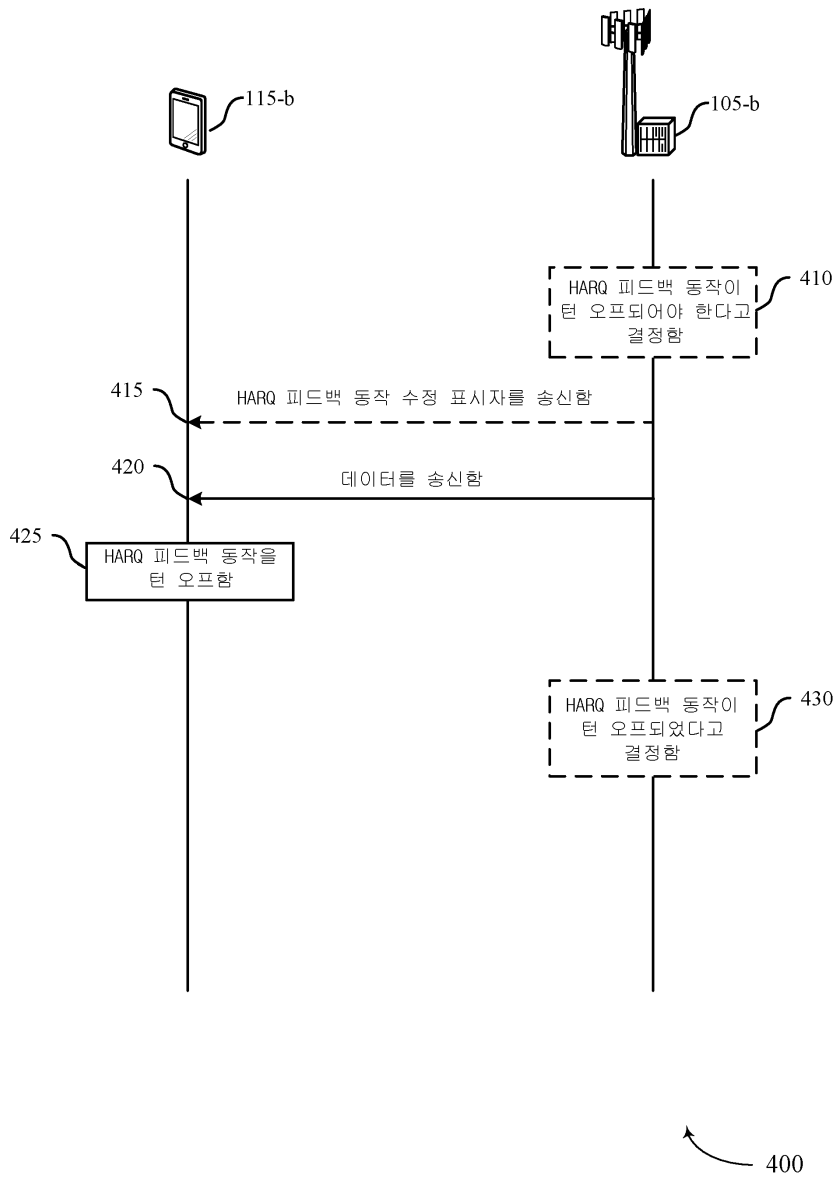 115-b
105-b
410
HARQ 피드백 동작이
턴 오프되어야 한다고
결정함
415
HARQ 피드백 동작 수정 표시자를 송신함
420
데이터를 송신함
425
HARQ 피드백 동작을
턴 오프함
430
HARQ 피드백 동작이
턴 오프되었다고
결정함
400